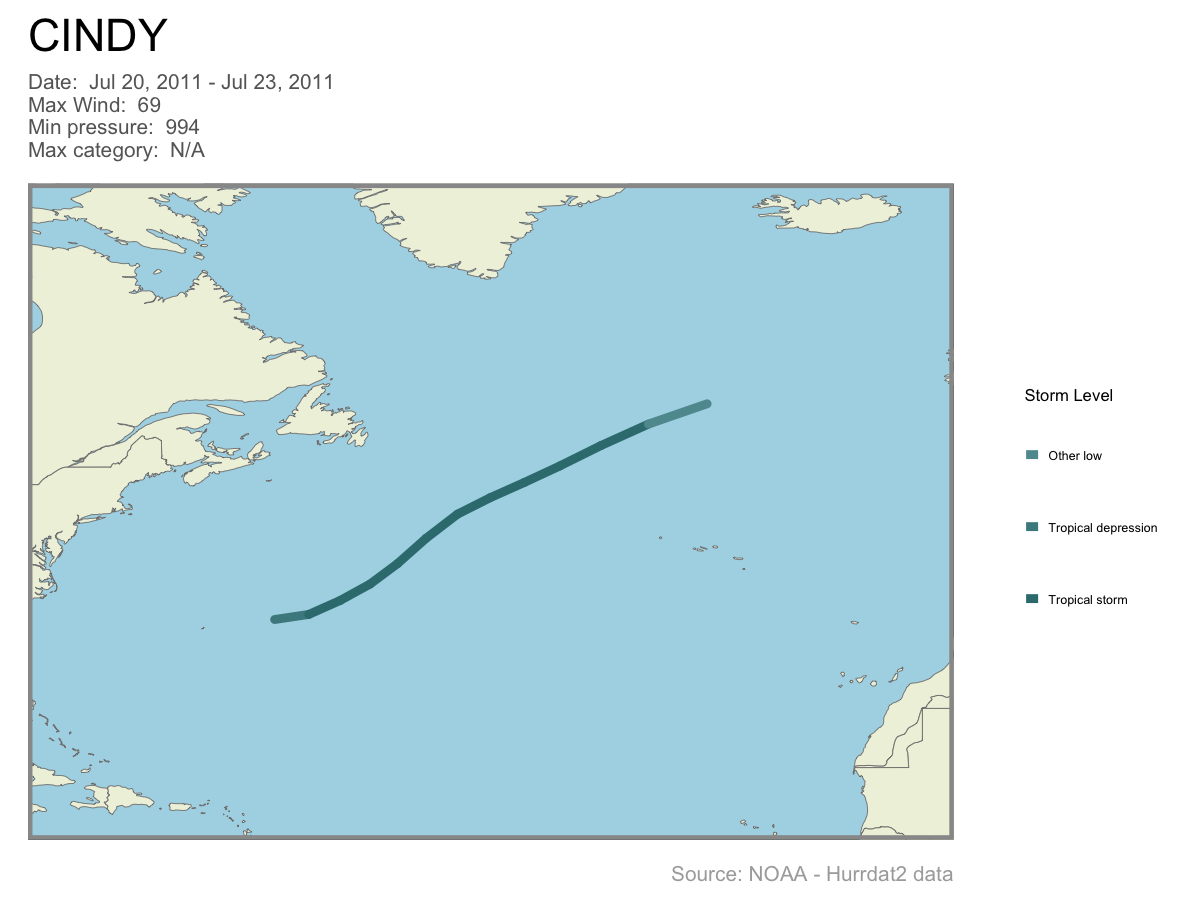 CINDY
Date:  Jul 20, 2011 - Jul 23, 2011
Max Wind:  69
Min pressure:  994
Max category:  N/A
Storm Level
Other low
Tropical depression
Tropical storm
Source: NOAA - Hurrdat2 data